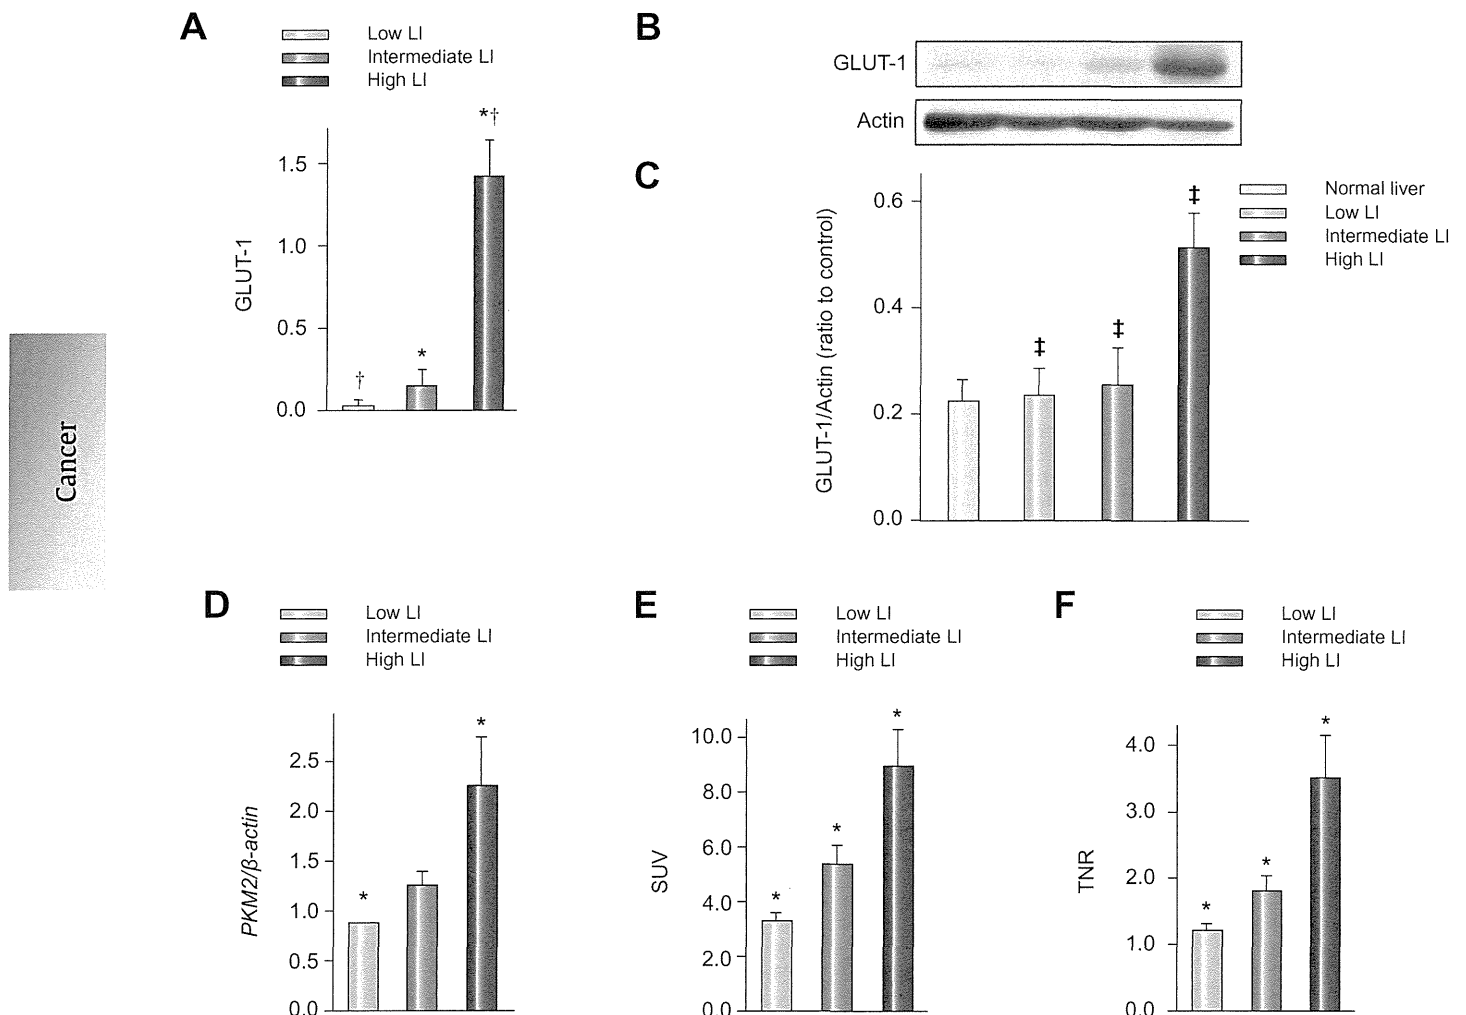 A
Low LI
Intermediate LI
High LI
*†
1.5
1.0
0.5
0.0
GLUT-1
†
*
B
GLUT-1
Actin
C
Normal liver
Low LI
Intermediate LI
High LI
0.6
0.4
0.2
0.0
GLUT-1/Actin (ratio to control)
‡
‡
‡
Cancer
D
Low LI
Intermediate LI
High LI
2.5
2.0
1.5
1.0
0.5
0.0
PKM2/β-actin
*
*
E
Low LI
Intermediate LI
High LI
10.0
8.0
6.0
4.0
2.0
0.0
SUV
*
*
*
F
Low LI
Intermediate LI
High LI
4.0
3.0
2.0
1.0
0.0
TNR
*
*
*